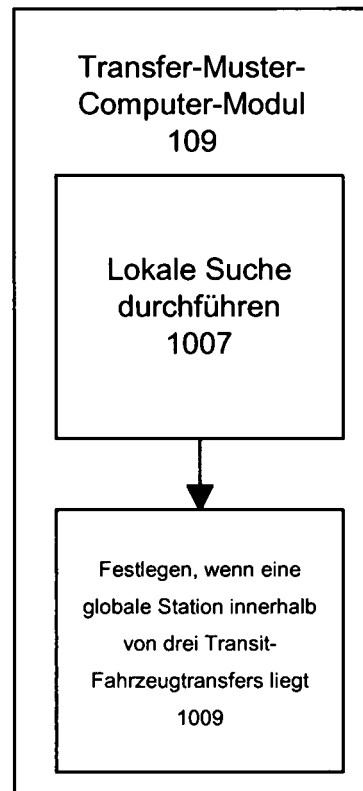 Transfer-Muster-
Computer-Modul
109
Lokale Suche
durchführen
1007
Festlegen, wenn eine
globale Station innerhalb
von drei Transit-
Fahrzeugtransfers liegt
1009